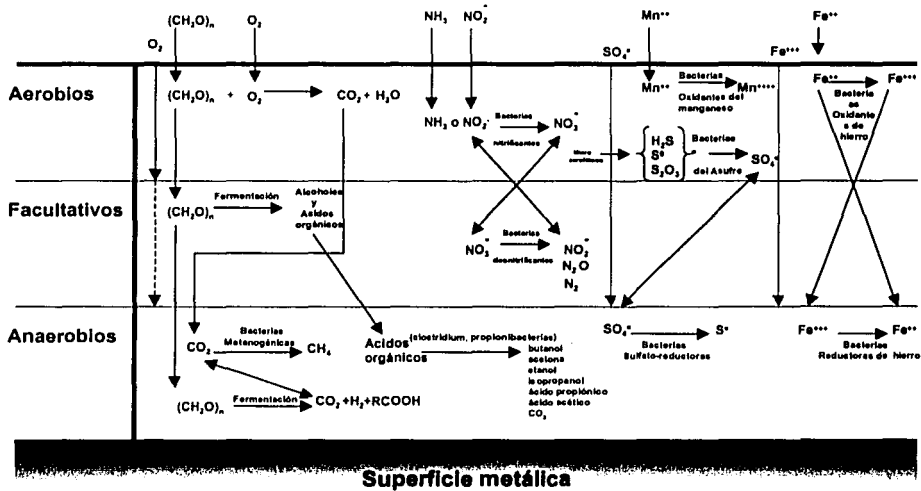 (CH₂O)ₙ O₂ NH₃ NO₂⁻ Mn⁺⁺ Fe⁺⁺
O₂ SO₄⁼ Fe⁺⁺⁺
Aerobios
(CH₂O)ₙ + O₂ CO₂ + H₂O
NH₃ o NO₂⁻
Bacterias
nitrificantes
NO₃⁻
Mn⁺⁺
Bacterias
Oxidantes del
manganeso
Mn⁺⁺⁺⁺
Fe⁺⁺ Fe⁺⁺⁺
Bacteria
as
Oxidante
s de
hierro
H₂S
S⁰
S₂O₃
Bacterias
del Asufre
SO₄⁼
Facultativos
(CH₂O)ₙ
Fermentación
Alcoholes
y
Acidos
orgánicos
NO₃⁻
Bacterias
desnitrificantes
NO₂⁻
N₂O
N₂
Anaerobios
CO₂
Bacterias
Metanogénicas
CH₄
Acidos
orgánicos
(clostridium, propionibacterias)
butanol
acetona
etanol
isopropanol
ácido propiónico
ácido acético
CO₂
SO₄⁼
Bacterias
Sulfato-reductoras
S⁼
Fe⁺⁺⁺ Fe⁺⁺
Bacterias
Reductoras de hierro
(CH₂O)ₙ
Fermentación
CO₂ +H₂+RCOOH
Superficie metálica